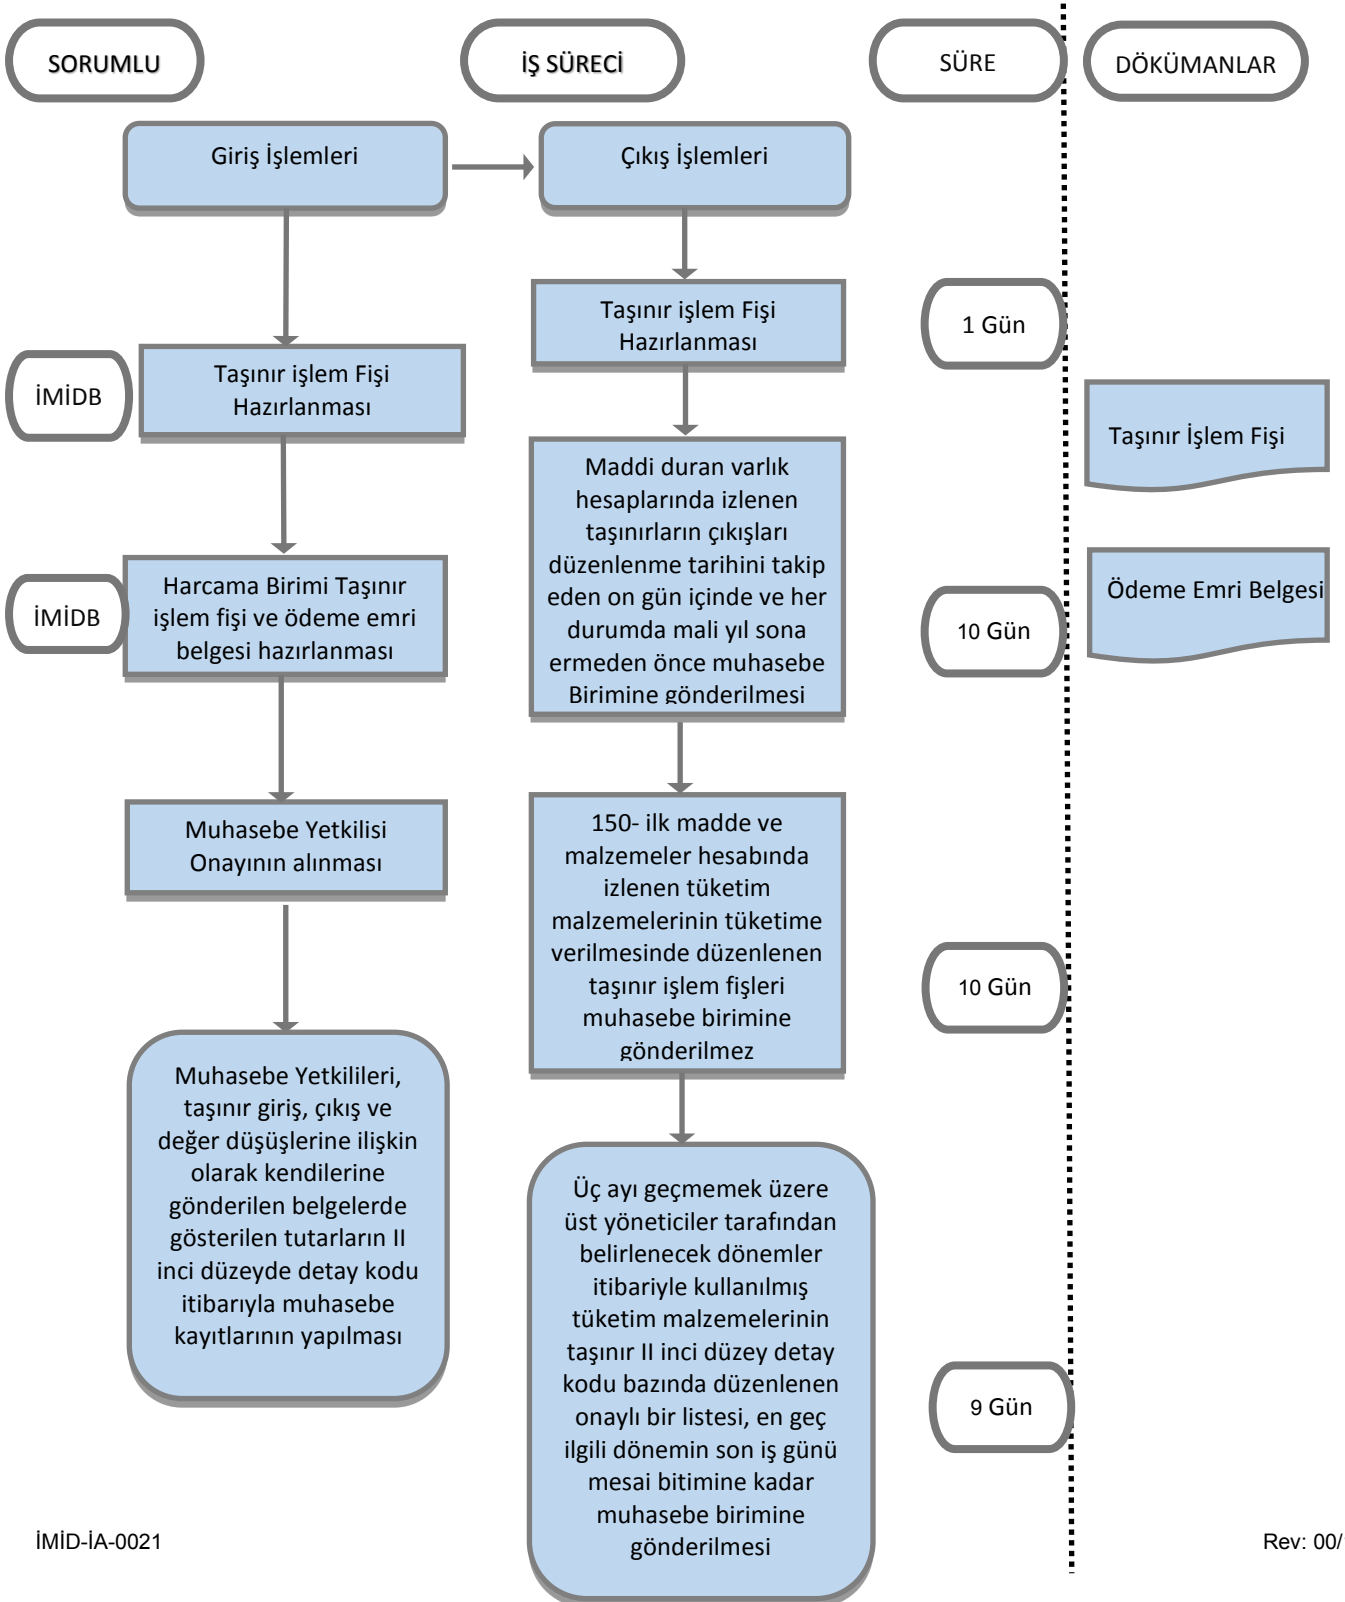 SORUMLU
İŞ SÜRECİ
SÜRE
DÖKÜMANLAR
Giriş İşlemleri
Çıkış İşlemleri
Taşınır işlem Fişi
Hazırlanması
1 Gün
İMİDB
Taşınır işlem Fişi
Hazırlanması
Taşınır İşlem Fişi
Maddi duran varlık
hesaplarında izlenen
taşınırların çıkışları
düzenlenme tarihini takip
eden on gün içinde ve her
durumda mali yıl sona
ermeden önce muhasebe
Birimine gönderilmesi
İMİDB
Harcama Birimi Taşınır
işlem fişi ve ödeme emri
belgesi hazırlanması
10 Gün
Ödeme Emri Belgesi
Muhasebe Yetkilisi
Onayının alınması
150- ilk madde ve
malzemeler hesabında
izlenen tüketim
malzemelerinin tüketime
verilmesinde düzenlenen
taşınır işlem fişleri
muhasebe birimine
gönderilmez
10 Gün
Muhasebe Yetkilileri,
taşınır giriş, çıkış ve
değer düşüşlerine ilişkin
olarak kendilerine
gönderilen belgelerde
gösterilen tutarların II
inci düzeyde detay kodu
itibarıyla muhasebe
kayıtlarının yapılması
Üç ayı geçmemek üzere
üst yöneticiler tarafından
belirlenecek dönemler
itibariyle kullanılmış
tüketim malzemelerinin
taşınır II inci düzey detay
kodu bazında düzenlenen
onaylı bir listesi, en geç
ilgili dönemin son iş günü
mesai bitimine kadar
muhasebe birimine
gönderilmesi
9 Gün
İMİD-İA-0021
Rev: 00/